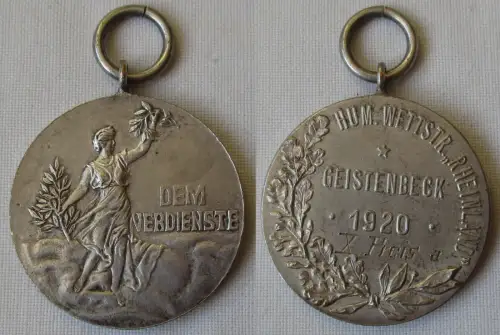 DEM
VERDIENSTE
HUM. WETTSTR. „RHEINLAND"
GEISTENBECK
· 1920 ·